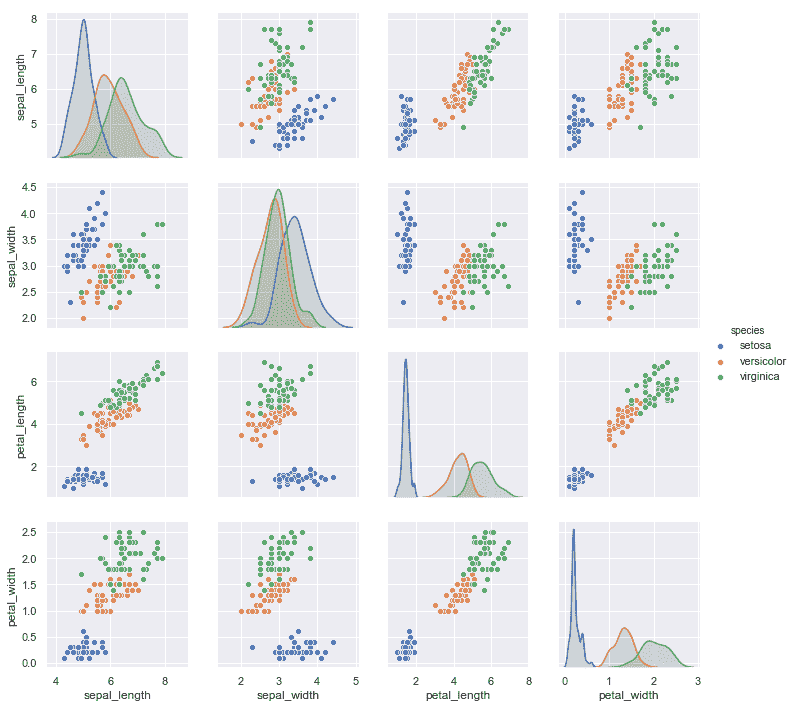 8
7
6
5
sepal_length
4.5
4.0
3.5
3.0
2.5
2.0
sepal_width
species
setosa
versicolor
virginica
6
4
2
petal_length
2.5
2.0
1.5
1.0
0.5
0.0
petal_width
4 6 8 2 3 4 5 2 4 6 8 0 1 2 3
sepal_length sepal_width petal_length petal_width